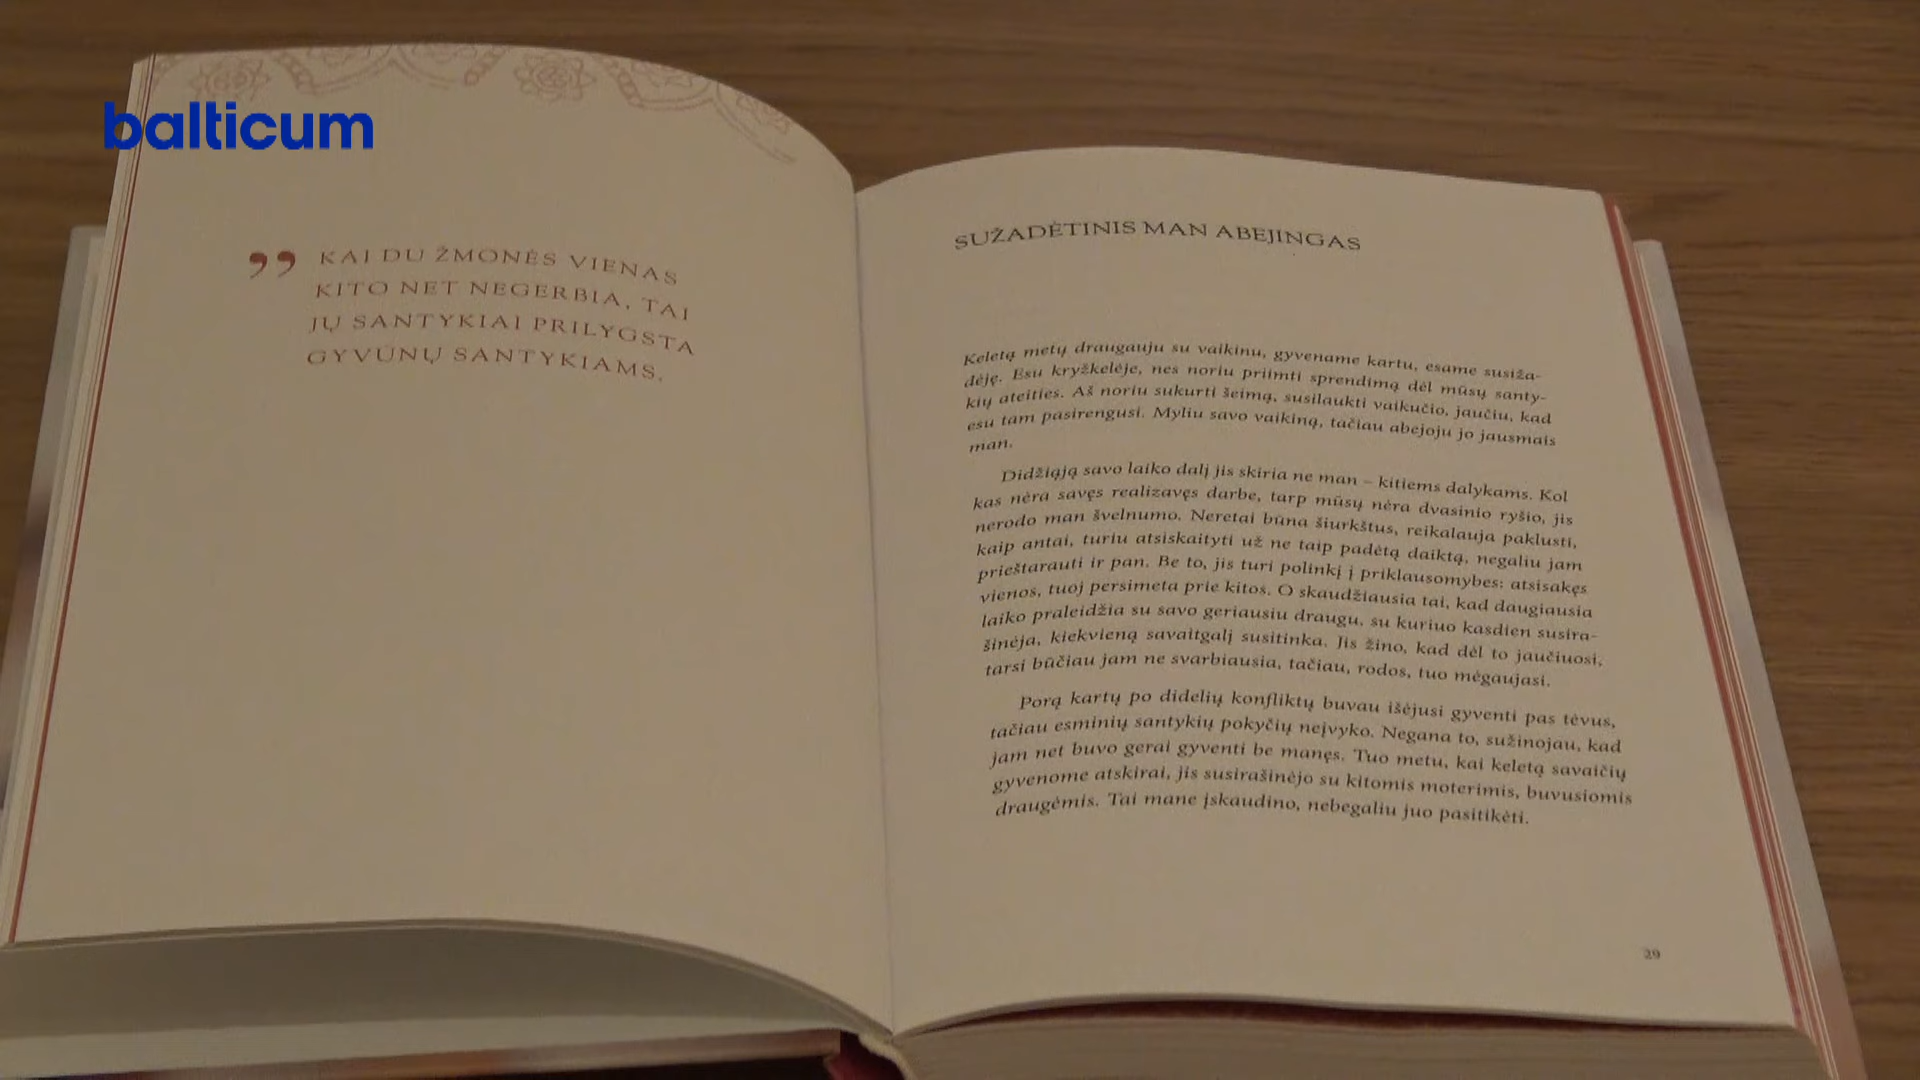 balticum
” KAI DU ŽMONĖS VIENAS
KITO NET NEGERBIA, TAI
JŲ SANTYKIAI PRILYGSTA
GYVŪNŲ SANTYKIAMS.
SUŽADĖTINIS MAN ABEJINGAS
Keletą metų draugauju su vaikinu, gyvename kartu, esame susiža-
dėję. Esu kryžkelėje, nes noriu priimti sprendimą dėl mūsų santy-
kių ateities. Aš noriu sukurti šeimą, susilaukti vaikučio, jaučiu, kad
esu tam pasirengusi. Myliu savo vaikiną, tačiau abejoju jo jausmais
man.
Didžiąją savo laiko dalį jis skiria ne man – kitiems dalykams. Kol
kas nėra savęs realizavęs darbe, tarp mūsų nėra dvasinio ryšio, jis
nerodo man švelnumo. Neretai būna šiurkštus, reikalauja paklusti,
kaip antai, turiu atsiskaityti už ne taip padėtą daiktą, negaliu jam
prieštarauti ir pan. Be to, jis turi polinkį į priklausomybes: atsisakęs
vienos, tuoj persimeta prie kitos. O skaudžiausia tai, kad daugiausia
laiko praleidžia su savo geriausiu draugu, su kuriuo kasdien susira-
šinėja, kiekvieną savaitgalį susitinka. Jis žino, kad dėl to jaučiuosi,
tarsi būčiau jam ne svarbiausia, tačiau, rodos, tuo mėgaujasi.
Porą kartų po didelių konfliktų buvau išėjusi gyventi pas tėvus,
tačiau esminių santykių pokyčių neįvyko. Negana to, sužinojau, kad
jam net buvo gerai gyventi be manęs. Tuo metu, kai keletą savaičių
gyvenome atskirai, jis susirašinėjo su kitomis moterimis, buvusiomis
draugėmis. Tai mane įskaudino, nebegaliu juo pasitikėti.
29